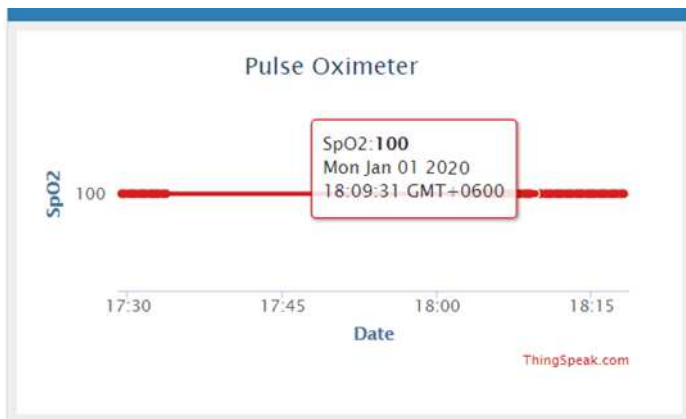 Pulse Oximeter
SpO2:100
Mon Jan 01 2020
18:09:31 GMT+0600
SpO2
100
17:30 17:45 18:00 18:15
Date
ThingSpeak.com